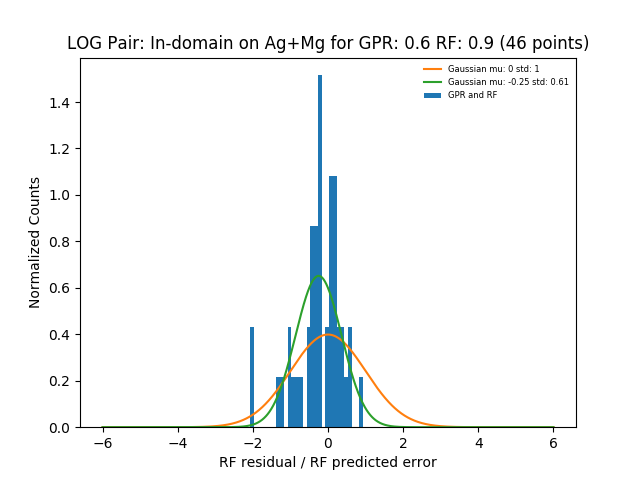 LOG Pair: In-domain on Ag+Mg for GPR: 0.6 RF: 0.9 (46 points)
Gaussian mu: 0 std: 1
Gaussian mu: -0.25 std: 0.61
GPR and RF
Normalized Counts
1.4
1.2
1.0
0.8
0.6
0.4
0.2
0.0
−6 −4 −2 0 2 4 6
RF residual / RF predicted error